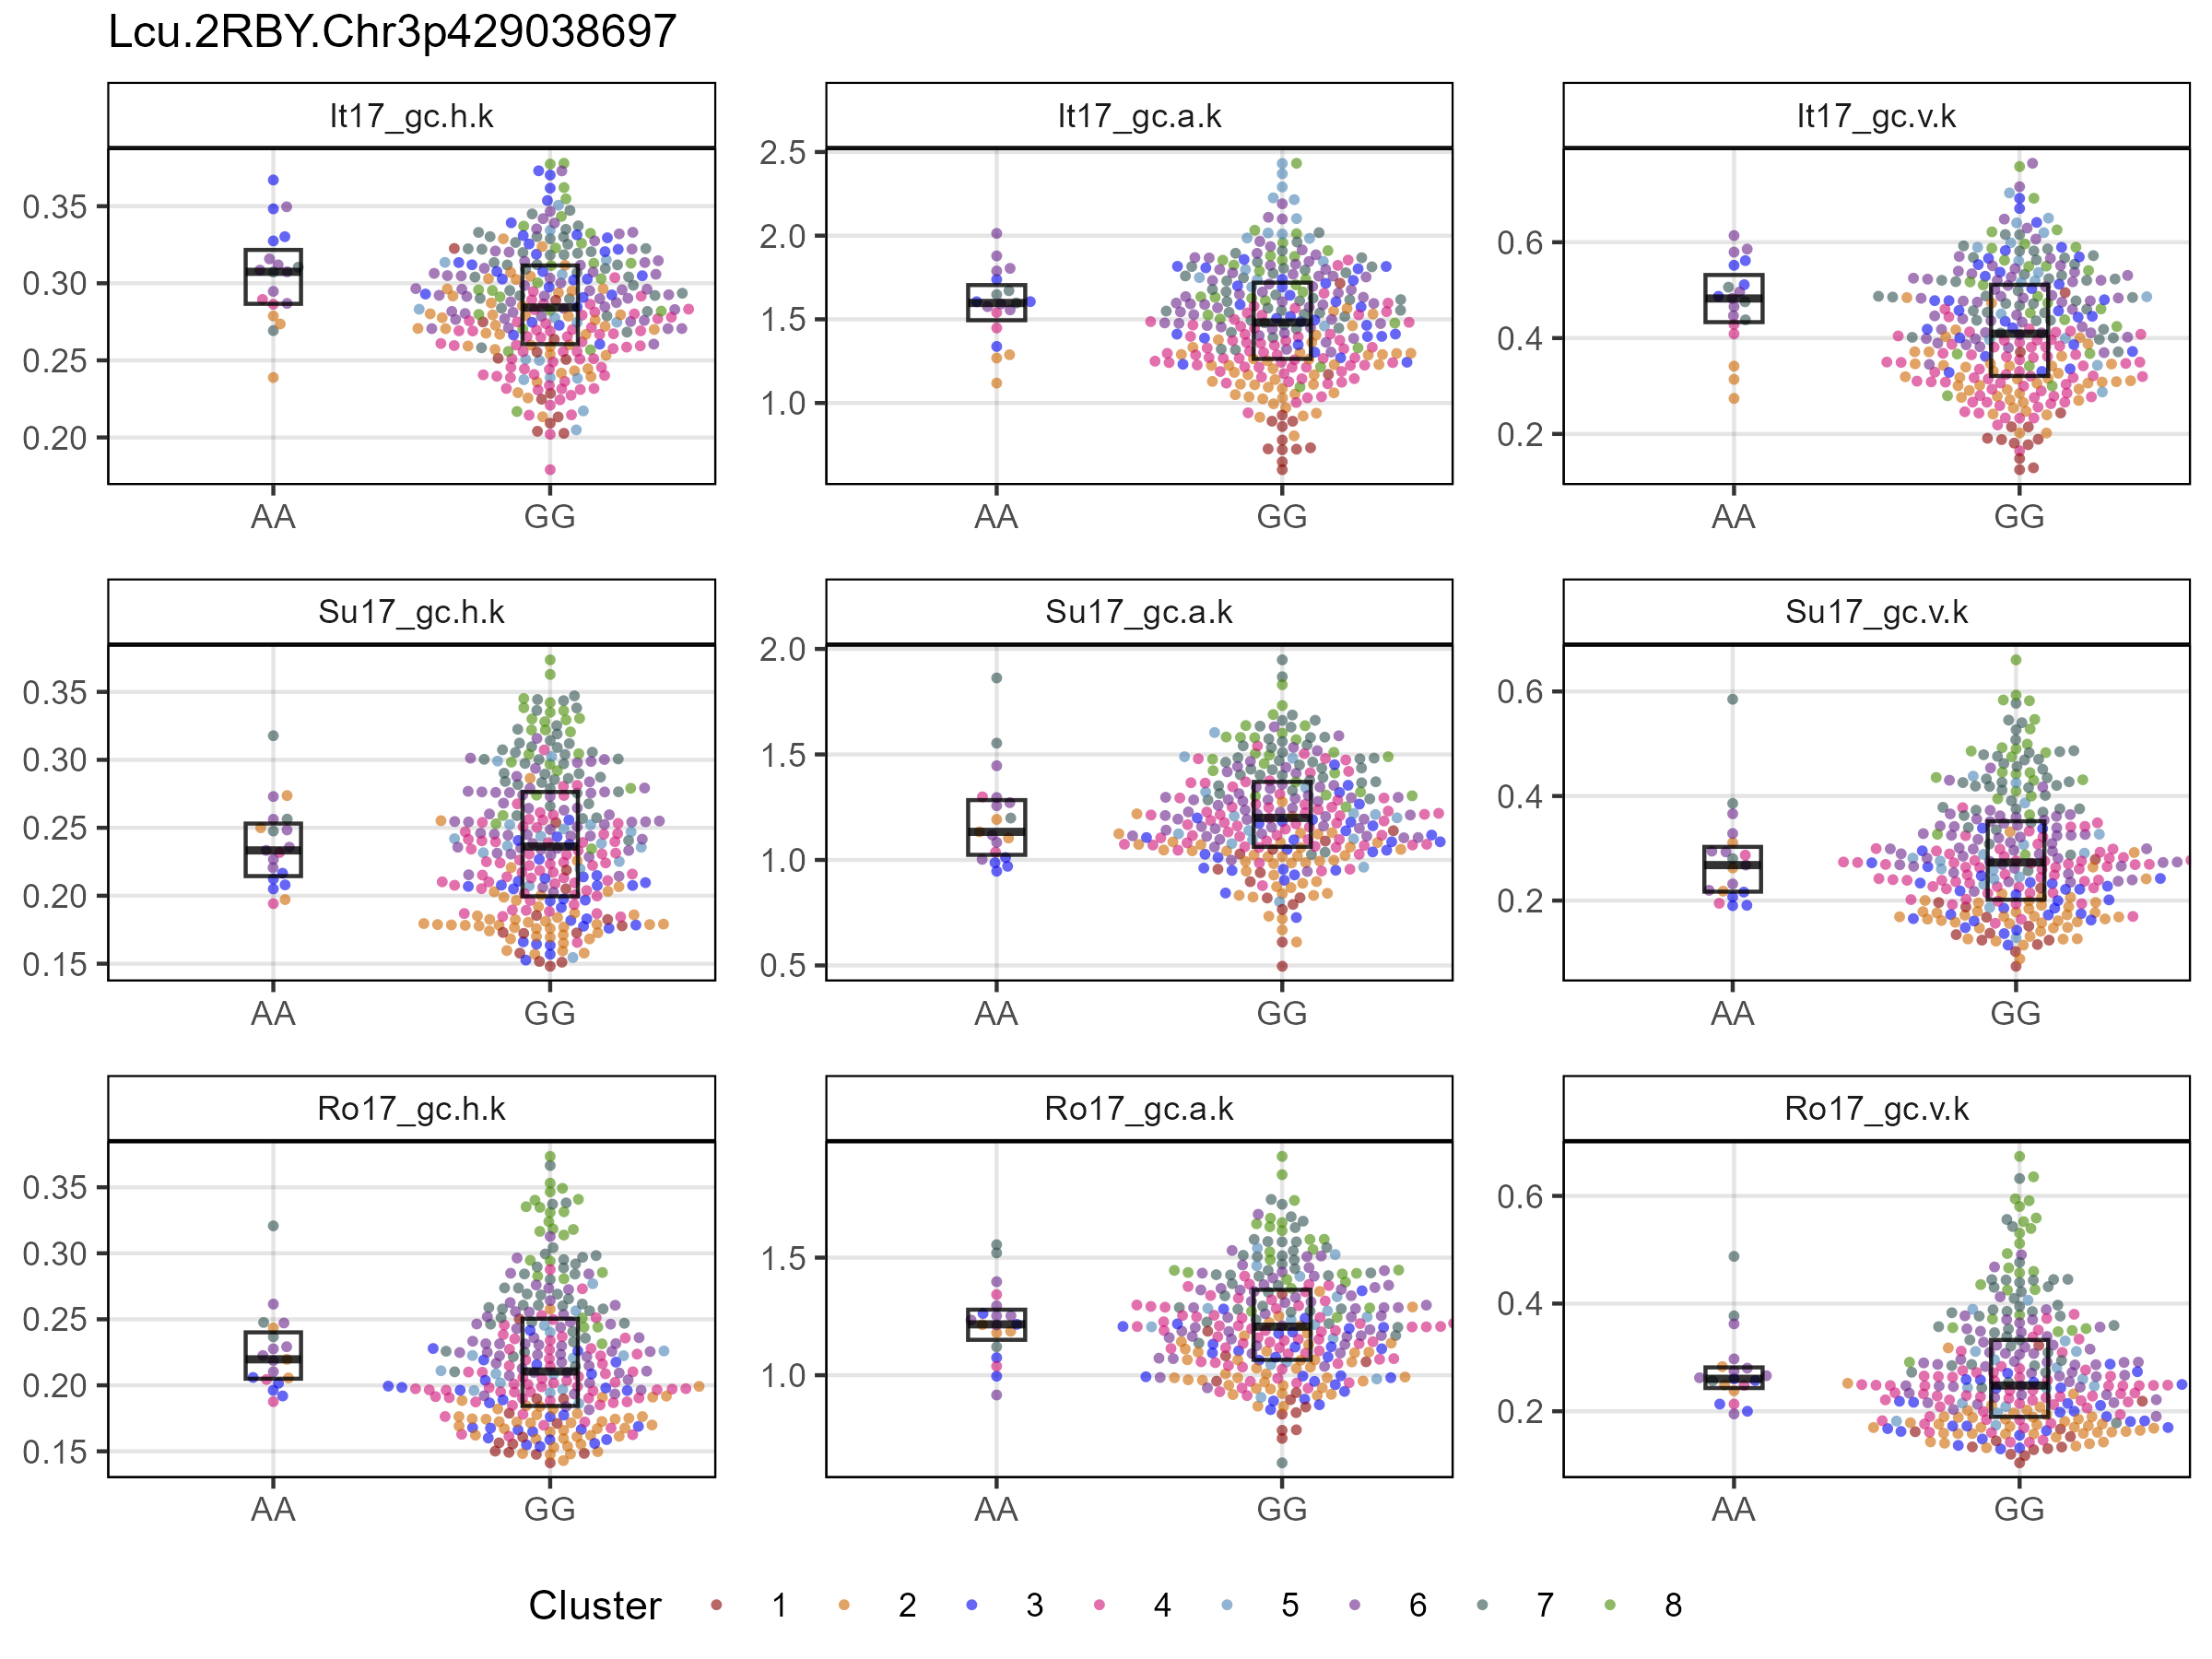 Lcu.2RBY.Chr3p429038697
It17_gc.h.k
It17_gc.a.k
It17_gc.v.k
0.35
0.30
0.25
0.20
2.5
2.0
1.5
1.0
0.6
0.4
0.2
AA GG
AA GG
AA GG
Su17_gc.h.k
Su17_gc.a.k
Su17_gc.v.k
0.35
0.30
0.25
0.20
0.15
2.0
1.5
1.0
0.5
0.6
0.4
0.2
AA GG
AA GG
AA GG
Ro17_gc.h.k
Ro17_gc.a.k
Ro17_gc.v.k
0.35
0.30
0.25
0.20
0.15
1.5
1.0
0.6
0.4
0.2
AA GG
AA GG
AA GG
Cluster 1 2 3 4 5 6 7 8